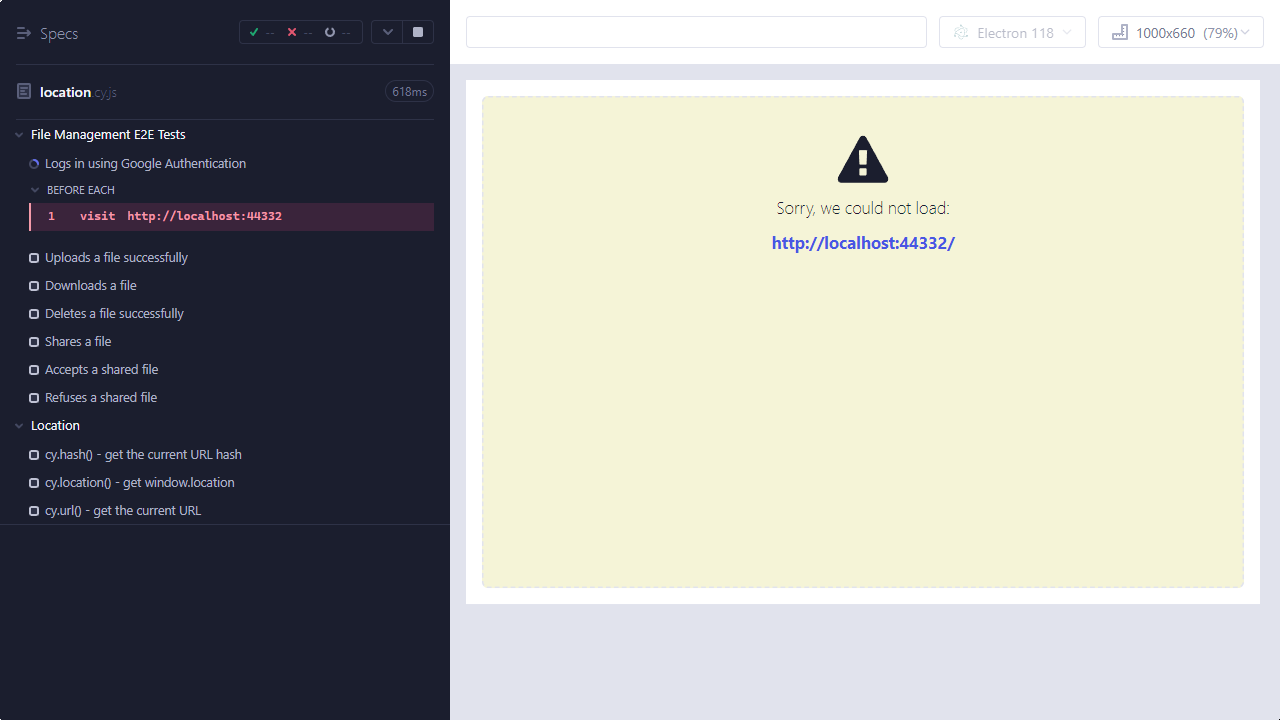 Specs
-- -- --
location.cy.js 618ms
File Management E2E Tests
Logs in using Google Authentication
BEFORE EACH
1 visit http://localhost:44332
Uploads a file successfully
Downloads a file
Deletes a file successfully
Shares a file
Accepts a shared file
Refuses a shared file
Location
cy.hash() - get the current URL hash
cy.location() - get window.location
cy.url() - get the current URL
Electron 118
1000x660 (79%)
Sorry, we could not load:
http://localhost:44332/